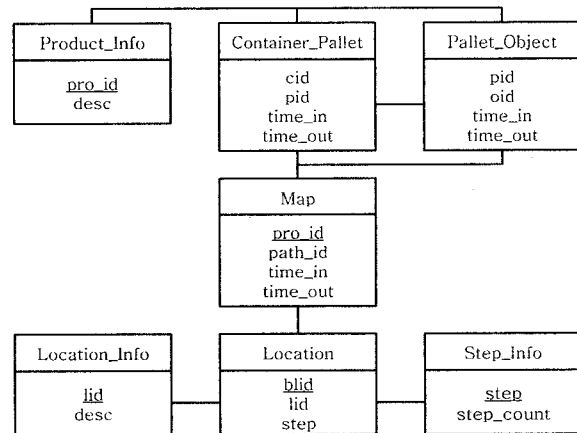 Product_Info
pro_id
desc
Container_Pallet
cid
pid
time_in
time_out
Pallet_Object
pid
oid
time_in
time_out
Map
pro_id
path_id
time_in
time_out
Location_Info
lid
desc
Location
blid
lid
step
Step_Info
step
step_count